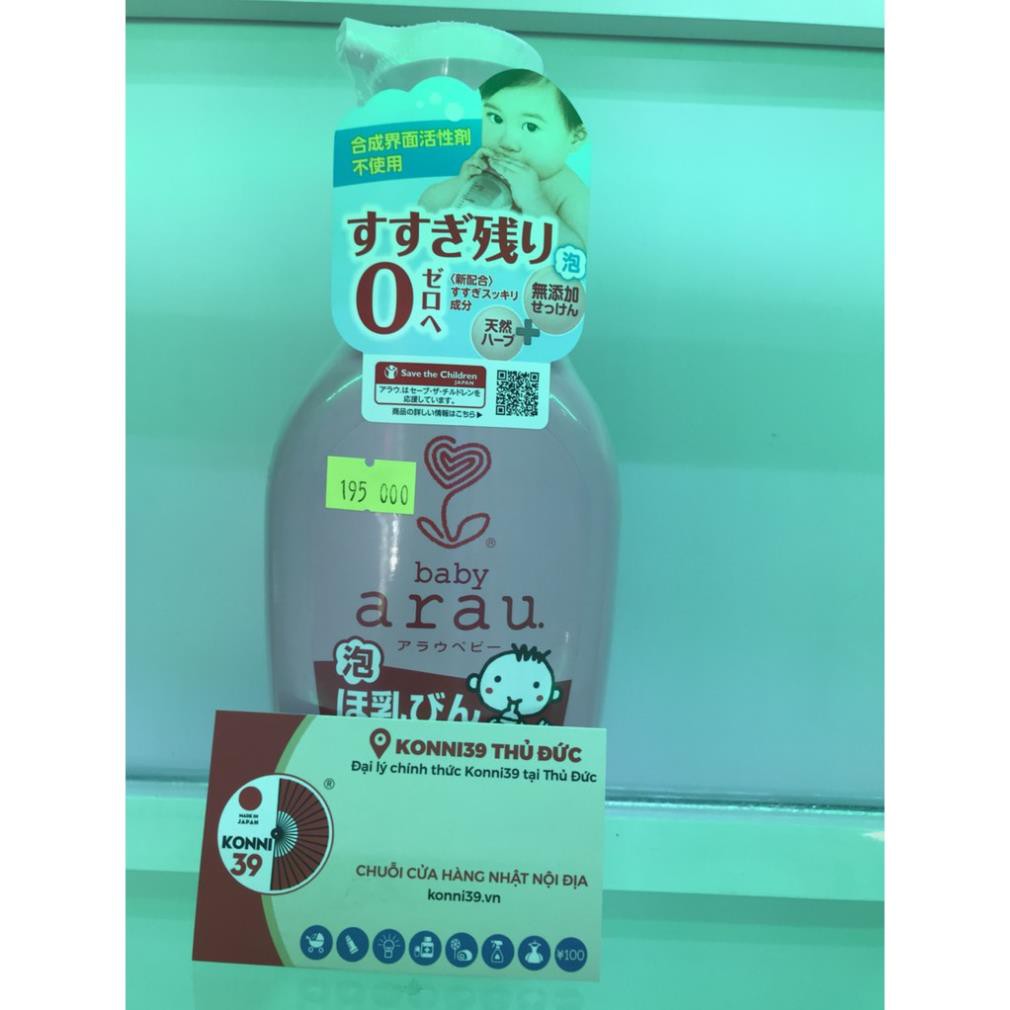 合成界面活性剤
不使用
すすぎ残り
0
ゼロへ
〈新配合〉
すすぎスッキリ
成分
泡
無添加
せっけん
天然
ハーブ
+
Save the Children
JAPAN
アラウ.はセーブ・ザ・チルドレンを
応援しています。
商品の詳しい情報はこちら▶
195 000
®
baby
arau.
アラウベビー
泡
ほ乳びん
KONNI39 THỦ ĐỨC
Đại lý chính thức Konni39 tại Thủ Đức
®
MADE IN
JAPAN
KONNI
39
CHUỖI CỬA HÀNG NHẬT NỘI ĐỊA
konni39.vn
¥100